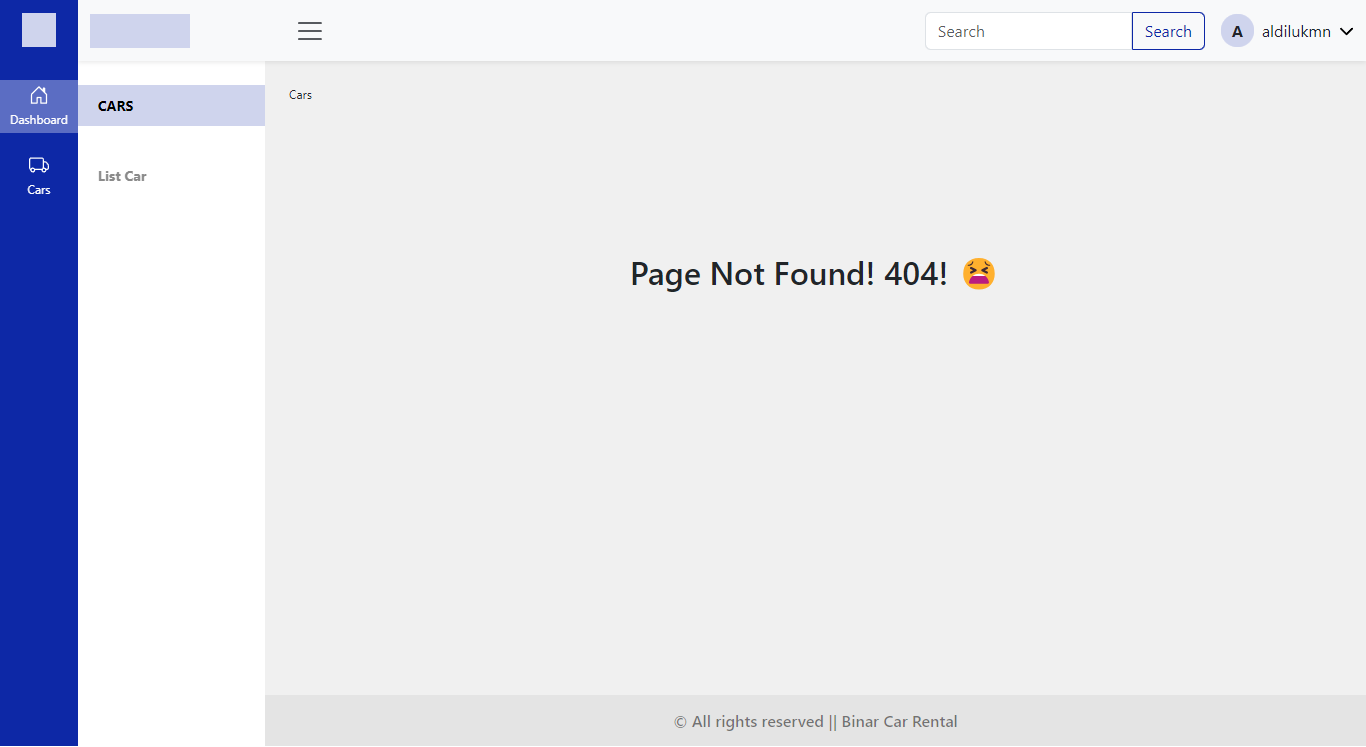 Search
Search
A
aldilukmn
Dashboard
Cars
CARS
List Car
Cars
Page Not Found! 404! 😫
© All rights reserved || Binar Car Rental